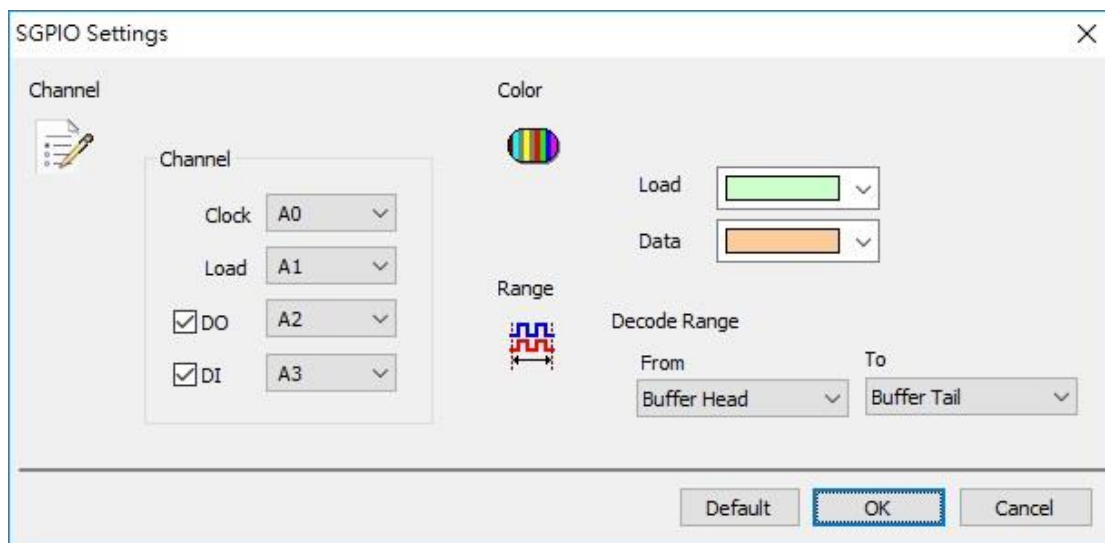 SGPIO Settings
Channel
Channel
Clock A0
Load A1
DO A2
DI A3
Color
Load
Data
Range
Decode Range
From To
Buffer Head Buffer Tail
Default OK Cancel